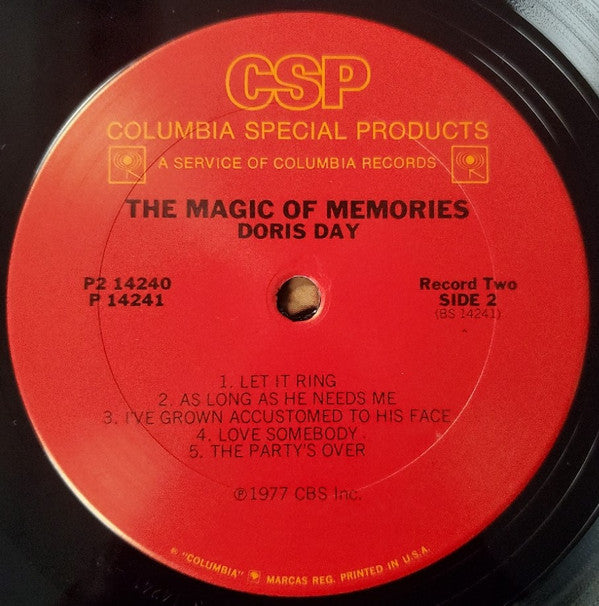 CSP
COLUMBIA SPECIAL PRODUCTS
A SERVICE OF COLUMBIA RECORDS
THE MAGIC OF MEMORIES
DORIS DAY
P2 14240
P 14241
Record Two
SIDE 2
(BS 14241)
1. LET IT RING
2. AS LONG AS HE NEEDS ME
3. I'VE GROWN ACCUSTOMED TO HIS FACE
4. LOVE SOMEBODY
5. THE PARTY'S OVER
℗1977 CBS Inc.
® "COLUMBIA" MARCAS REG. PRINTED IN U.S.A.